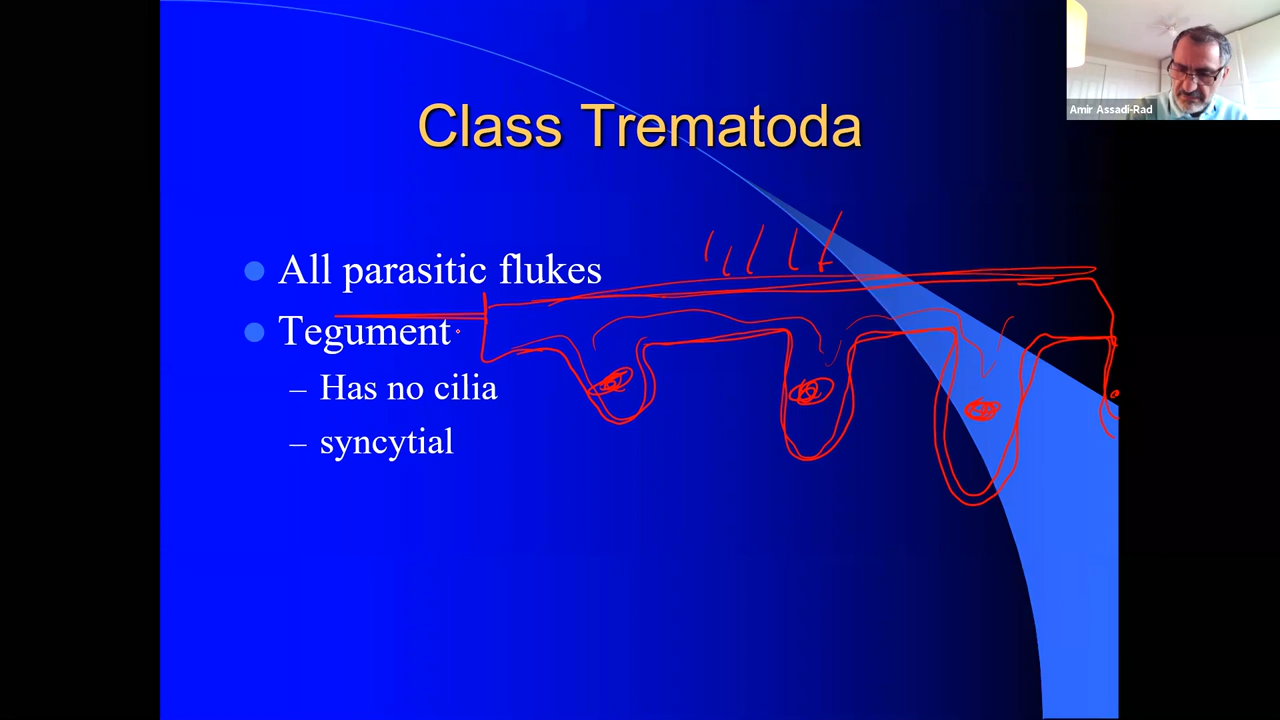 Amir Assadi-Rad
Class Trematoda
All parasitic flukes
Tegument
– Has no cilia
– syncytial